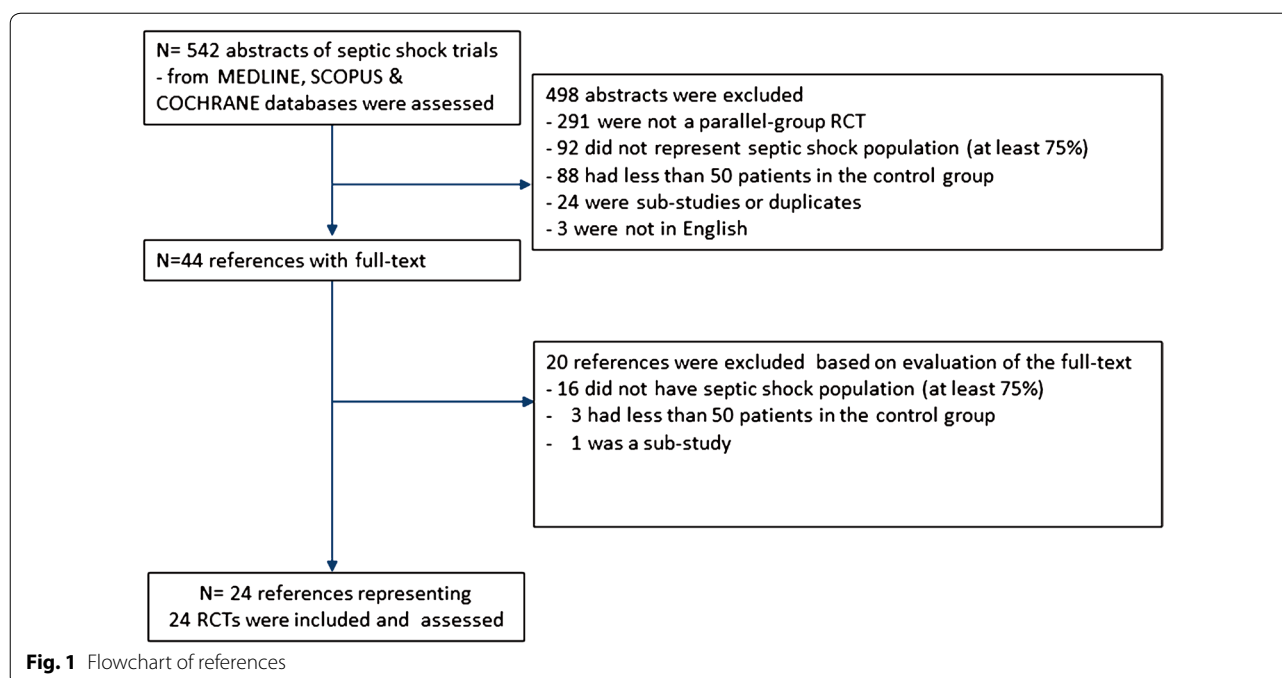 N= 542 abstracts of septic shock trials
- from MEDLINE, SCOPUS &
COCHRANE databases were assessed
498 abstracts were excluded
- 291 were not a parallel-group RCT
- 92 did not represent septic shock population (at least 75%)
- 88 had less than 50 patients in the control group
- 24 were sub-studies or duplicates
- 3 were not in English
N=44 references with full-text
20 references were excluded based on evaluation of the full-text
- 16 did not have septic shock population (at least 75%)
- 3 had less than 50 patients in the control group
- 1 was a sub-study
N= 24 references representing
24 RCTs were included and assessed
Fig. 1 Flowchart of references